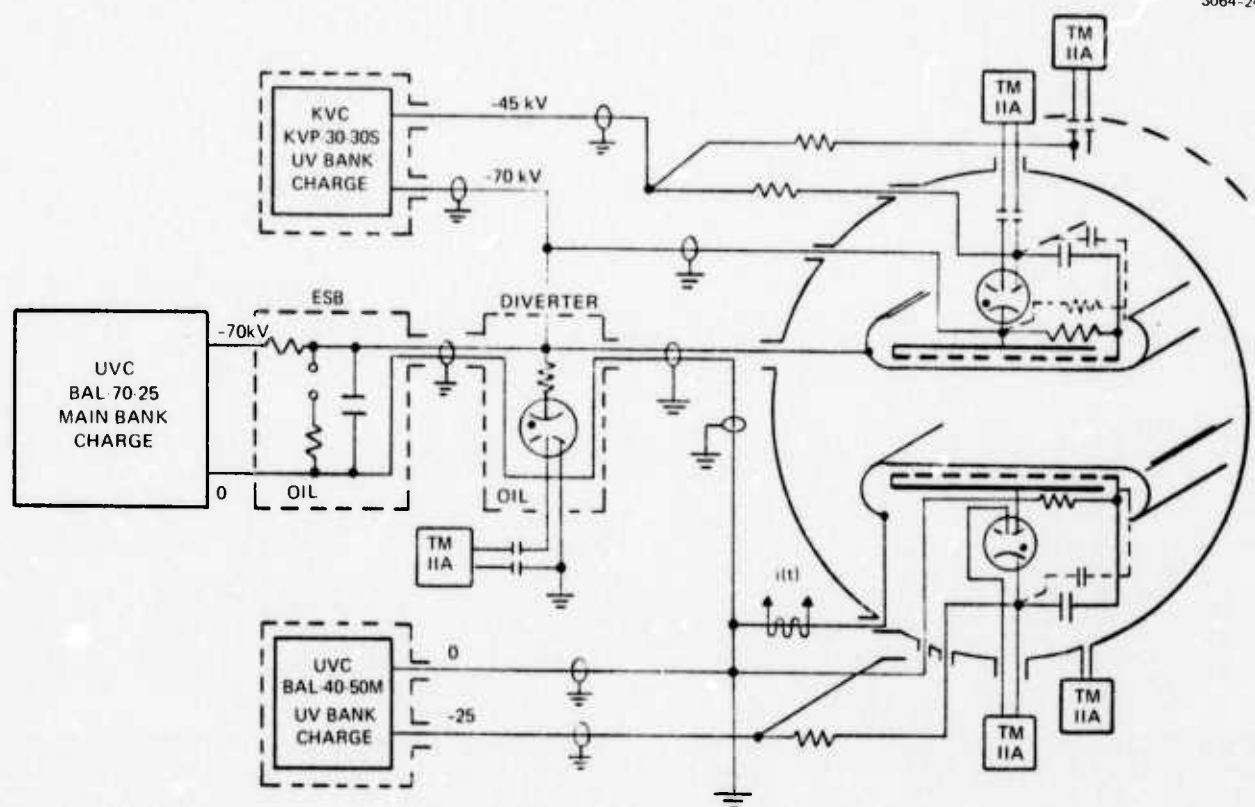 3064-24
TM
IIA
TM
IIA
KVC
KVP-30-30S
UV BANK
CHARGE
-45 kV
-70 kV
ESB
DIVERTER
UVC
BAL-70-25
MAIN BANK
CHARGE
-70kV
0
OIL
OIL
TM
IIA
i(t)
UVC
BAL-40-50M
UV BANK
CHARGE
0
-25
TM
IIA
TM
IIA